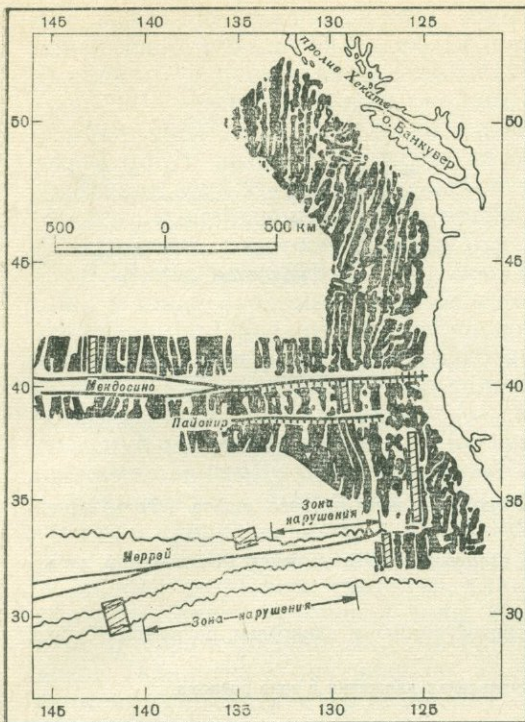 145 140 135 130 125
пролив Хекате
о. Ванкувер
50 50
500 0 500 км
45 45
40 40
Мендосино
Пайонир
35 35
Зона
нарушения
Меррей
30 30
Зона нарушения
145 140 135 130 125